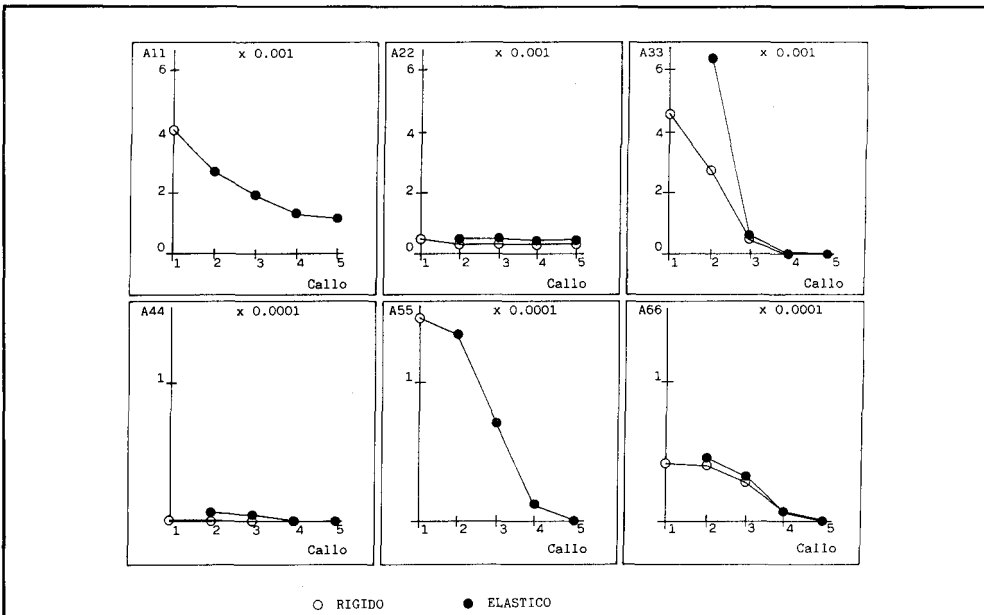 A11 x 0.001
6
4
2
0
1 2 3 4 5
Callo
A22 x 0.001
6
4
2
0
1 2 3 4 5
Callo
A33 x 0.001
6
4
2
0
1 2 3 4 5
Callo
A44 x 0.0001
1
1 2 3 4 5
Callo
A55 x 0.0001
1
1 2 3 4 5
Callo
A66 x 0.0001
1
1 2 3 4 5
Callo
RIGIDO ELASTICO